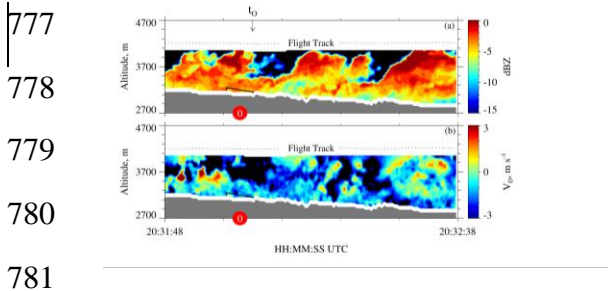 777
778
779
780
781
t₀
4700
(a)
Flight Track
Altitude, m
3700
2700
0
0
-5
-10
-15
dBZ
4700
(b)
Flight Track
Altitude, m
3700
2700
0
3
0
-3
V_D, m s⁻¹
20:31:48
20:32:38
HH:MM:SS UTC